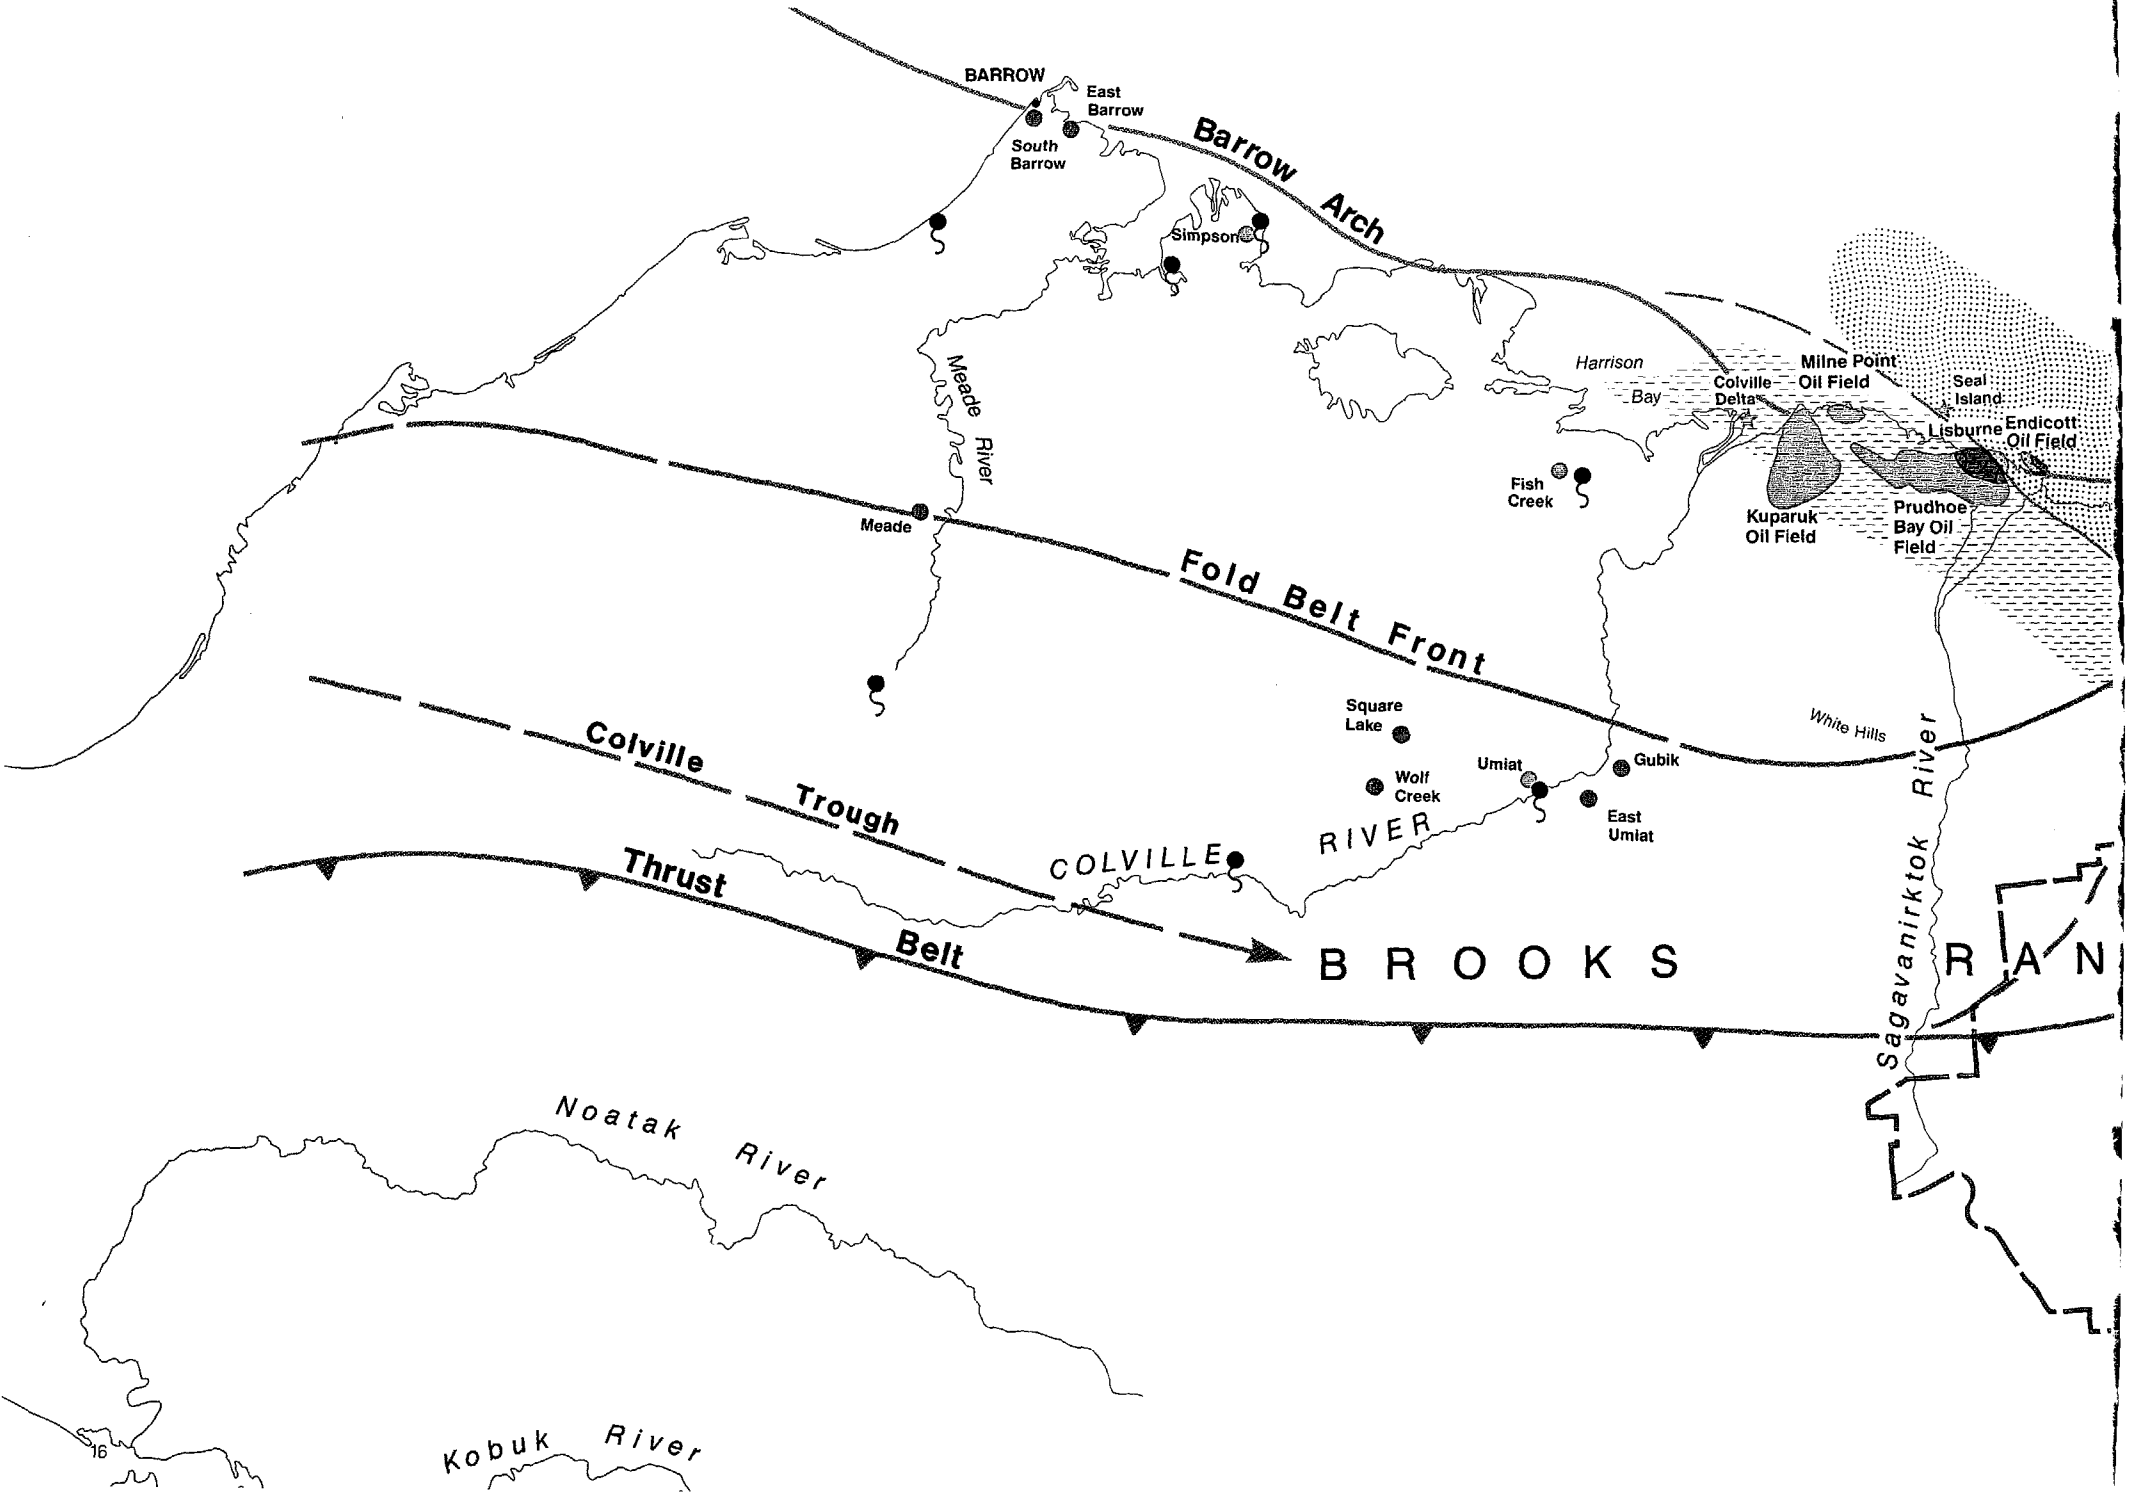 BARROW
East
Barrow
South
Barrow
Barrow Arch
Simpson
Meade River
Harrison
Bay
Colville
Delta
Milne Point
Oil Field
Seal
Island
Lisburne
Endicott
Oil Field
Fish
Creek
Kuparuk
Oil Field
Prudhoe
Bay Oil
Field
Meade
Fold Belt Front
Square
Lake
Wolf
Creek
Umiat
Gubik
East
Umiat
White Hills
Sagavanirktok River
Colville Trough
COLVILLE RIVER
Thrust Belt
BROOKS RAN
Noatak River
Kobuk River
16